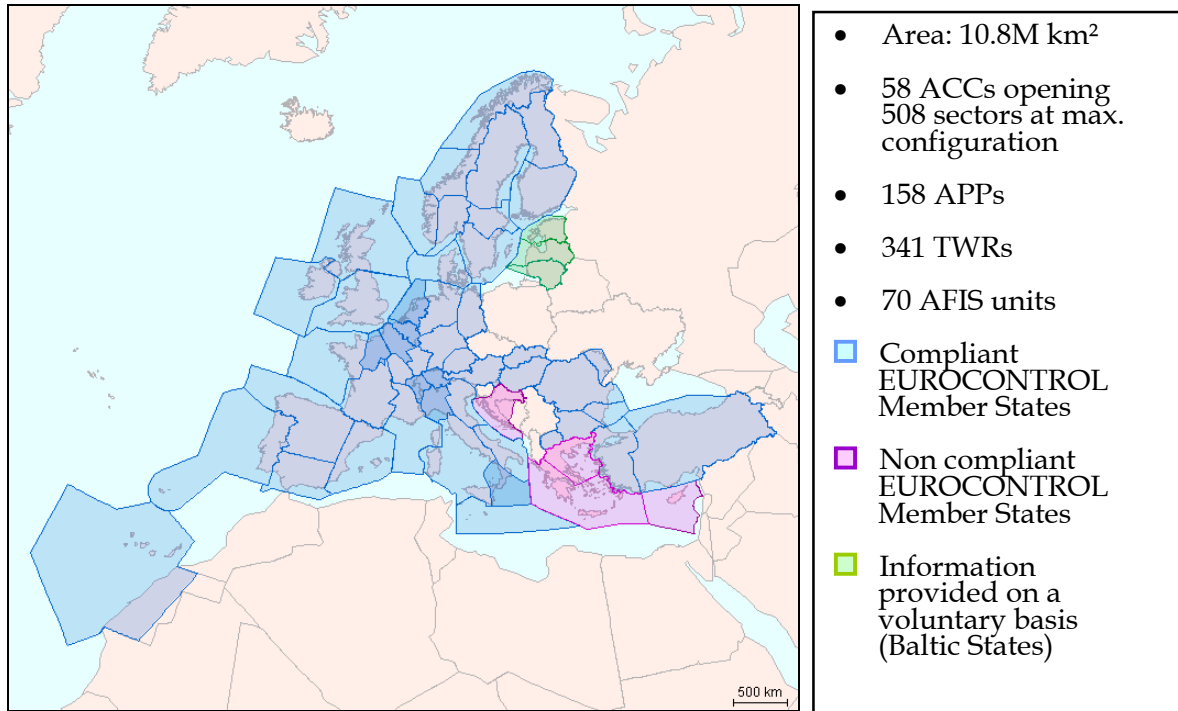 • Area: 10.8M km²
• 58 ACCs opening
508 sectors at max.
configuration
• 158 APPs
• 341 TWRs
• 70 AFIS units
Compliant
EUROCONTROL
Member States
Non compliant
EUROCONTROL
Member States
Information
provided on a
voluntary basis
(Baltic States)
500 km